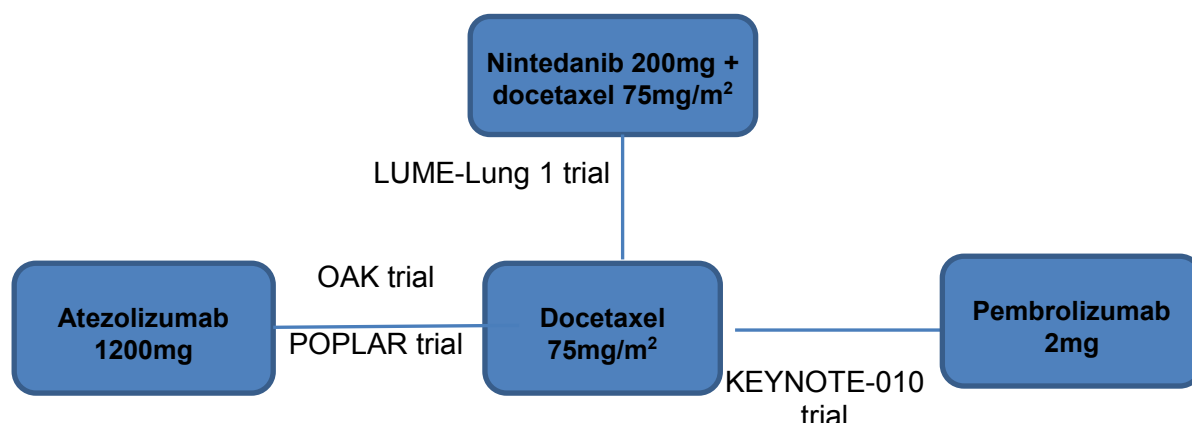 Nintedanib 200mg +
docetaxel 75mg/m²
LUME-Lung 1 trial
OAK trial
Atezolizumab
1200mg
POPLAR trial
Docetaxel
75mg/m²
Pembrolizumab
2mg
KEYNOTE-010
trial